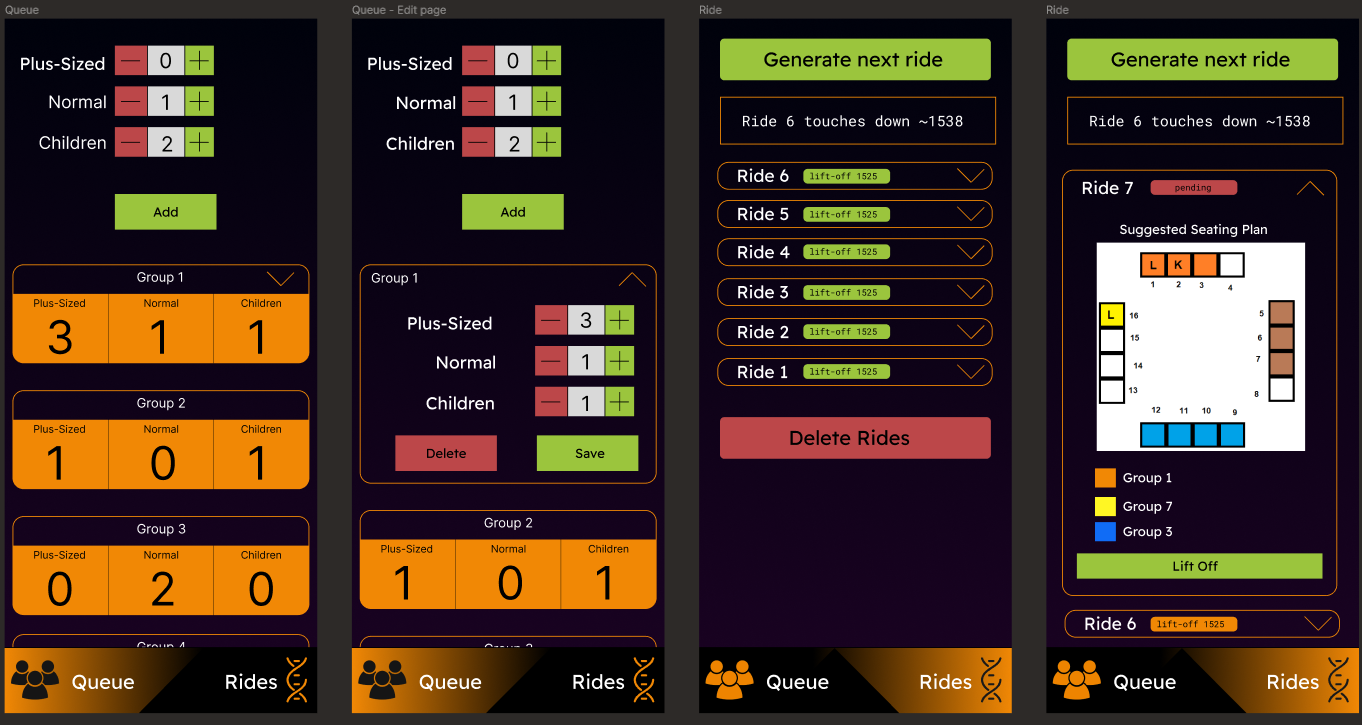 Queue
Plus-Sized 0
Normal 1
Children 2
Add
Group 1
Plus-Sized Normal Children
3 1 1
Group 2
Plus-Sized Normal Children
1 0 1
Group 3
Plus-Sized Normal Children
0 2 0
Group 4
Queue Rides
Queue - Edit page
Plus-Sized 0
Normal 1
Children 2
Add
Group 1
Plus-Sized 3
Normal 1
Children 1
Delete Save
Group 2
Plus-Sized Normal Children
1 0 1
Queue Rides
Ride
Generate next ride
Ride 6 touches down ~1538
Ride 6 lift-off 1525
Ride 5 lift-off 1525
Ride 4 lift-off 1525
Ride 3 lift-off 1525
Ride 2 lift-off 1525
Ride 1 lift-off 1525
Delete Rides
Queue Rides
Ride
Generate next ride
Ride 6 touches down ~1538
Ride 7 pending
Suggested Seating Plan
L K
1 2 3 4
L 16 5
15 6
14 7
13 8
12 11 10 9
Group 1
Group 7
Group 3
Lift Off
Ride 6 lift-off 1525
Queue Rides